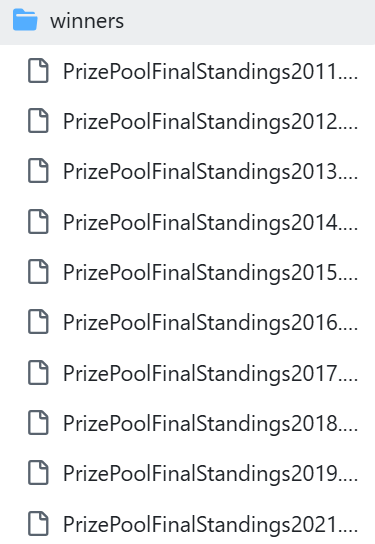 winners
PrizePoolFinalStandings2011....
PrizePoolFinalStandings2012....
PrizePoolFinalStandings2013....
PrizePoolFinalStandings2014....
PrizePoolFinalStandings2015....
PrizePoolFinalStandings2016....
PrizePoolFinalStandings2017....
PrizePoolFinalStandings2018....
PrizePoolFinalStandings2019....
PrizePoolFinalStandings2021....